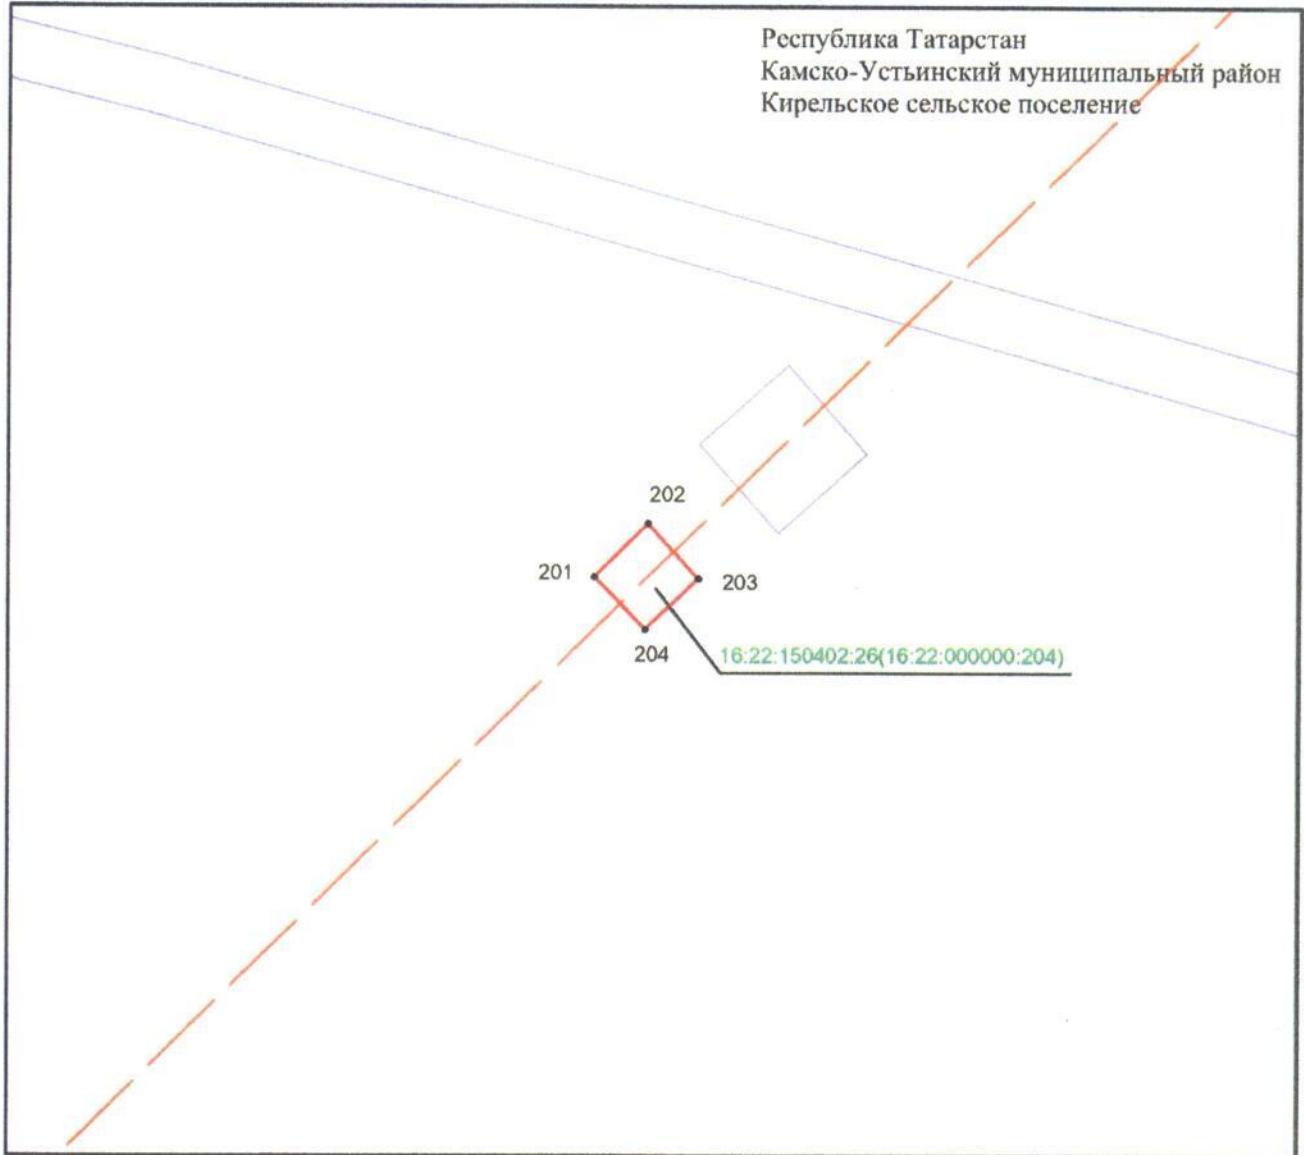 Республика Татарстан
Камско-Устьинский муниципальный район
Кирельское сельское поселение
202
201
203
204
16:22:150402:26(16:22:000000:204)